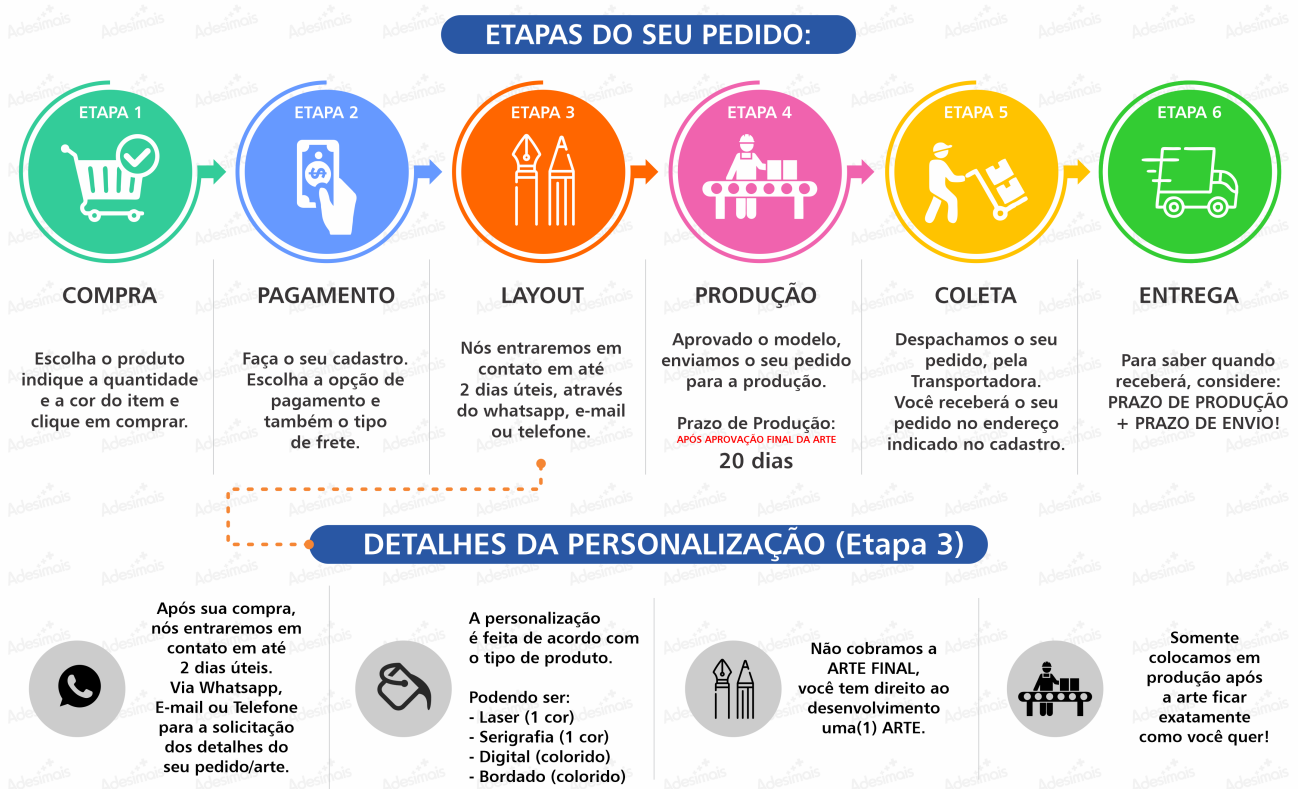 ETAPAS DO SEU PEDIDO:
ETAPA 1
ETAPA 2
ETAPA 3
ETAPA 4
ETAPA 5
ETAPA 6
COMPRA
Escolha o produto
indique a quantidade
e a cor do item e
clique em comprar.
PAGAMENTO
Faça o seu cadastro.
Escolha a opção de
pagamento e
também o tipo
de frete.
LAYOUT
Nós entraremos em
contato em até
2 dias úteis, através
do whatsapp, e-mail
ou telefone.
PRODUÇÃO
Aprovado o modelo,
enviamos o seu pedido
para a produção.
Prazo de Produção:
APÓS APROVAÇÃO FINAL DA ARTE
20 dias
COLETA
Despachamos o seu
pedido, pela
Transportadora.
Você receberá o seu
pedido no endereço
indicado no cadastro.
ENTREGA
Para saber quando
receberá, considere:
PRAZO DE PRODUÇÃO
+ PRAZO DE ENVIO!
DETALHES DA PERSONALIZAÇÃO (Etapa 3)
Após sua compra,
nós entraremos em
contato em até
2 dias úteis.
Via Whatsapp,
E-mail ou Telefone
para a solicitação
dos detalhes do
seu pedido/arte.
A personalização
é feita de acordo com
o tipo de produto.
Podendo ser:
- Laser (1 cor)
- Serigrafia (1 cor)
- Digital (colorido)
- Bordado (colorido)
Não cobramos a
ARTE FINAL,
você tem direito ao
desenvolvimento
uma(1) ARTE.
Somente
colocamos em
produção após
a arte ficar
exatamente
como você quer!
Adesimais